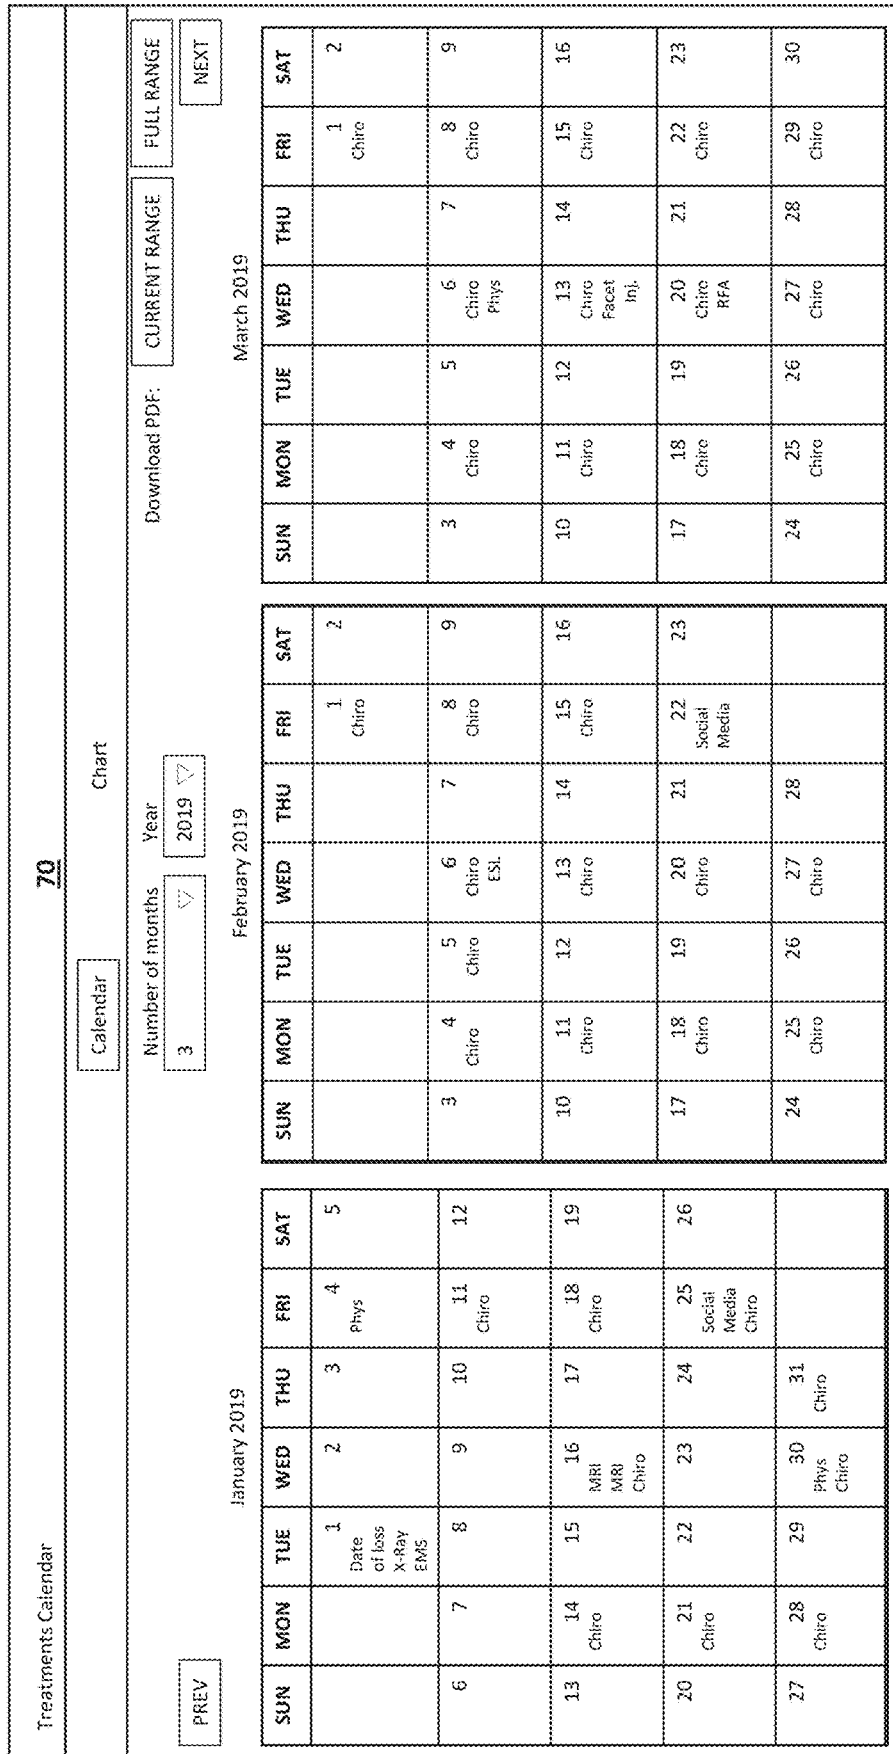 Treatments Calendar
70
Calendar Chart
Number of months Year Download PDF: CURRENT RANGE FULL RANGE
3 2019
PREV NEXT
January 2019
SUN MON TUE WED THU FRI SAT
1 2 3 4 5
Date Phys
of loss
X-Ray
EMS
6 7 8 9 10 11 12
Chiro
13 14 15 16 17 18 19
Chiro MRI Chiro
MRI
Chiro
20 21 22 23 24 25 26
Chiro Social
Media
Chiro
27 28 29 30 31
Chiro Phys Chiro
Chiro
February 2019
SUN MON TUE WED THU FRI SAT
1 2
Chiro
3 4 5 6 7 8 9
Chiro Chiro Chiro Chiro
ESI.
10 11 12 13 14 15 16
Chiro Chiro Chiro
17 18 19 20 21 22 23
Chiro Chiro Social
Media
24 25 26 27 28
Chiro Chiro
March 2019
SUN MON TUE WED THU FRI SAT
1 2
Chiro
3 4 5 6 7 8 9
Chiro Chiro Chiro
Phys
10 11 12 13 14 15 16
Chiro Chiro Chiro
Facet
Inj.
17 18 19 20 21 22 23
Chiro Chiro Chiro
RFA
24 25 26 27 28 29 30
Chiro Chiro Chiro